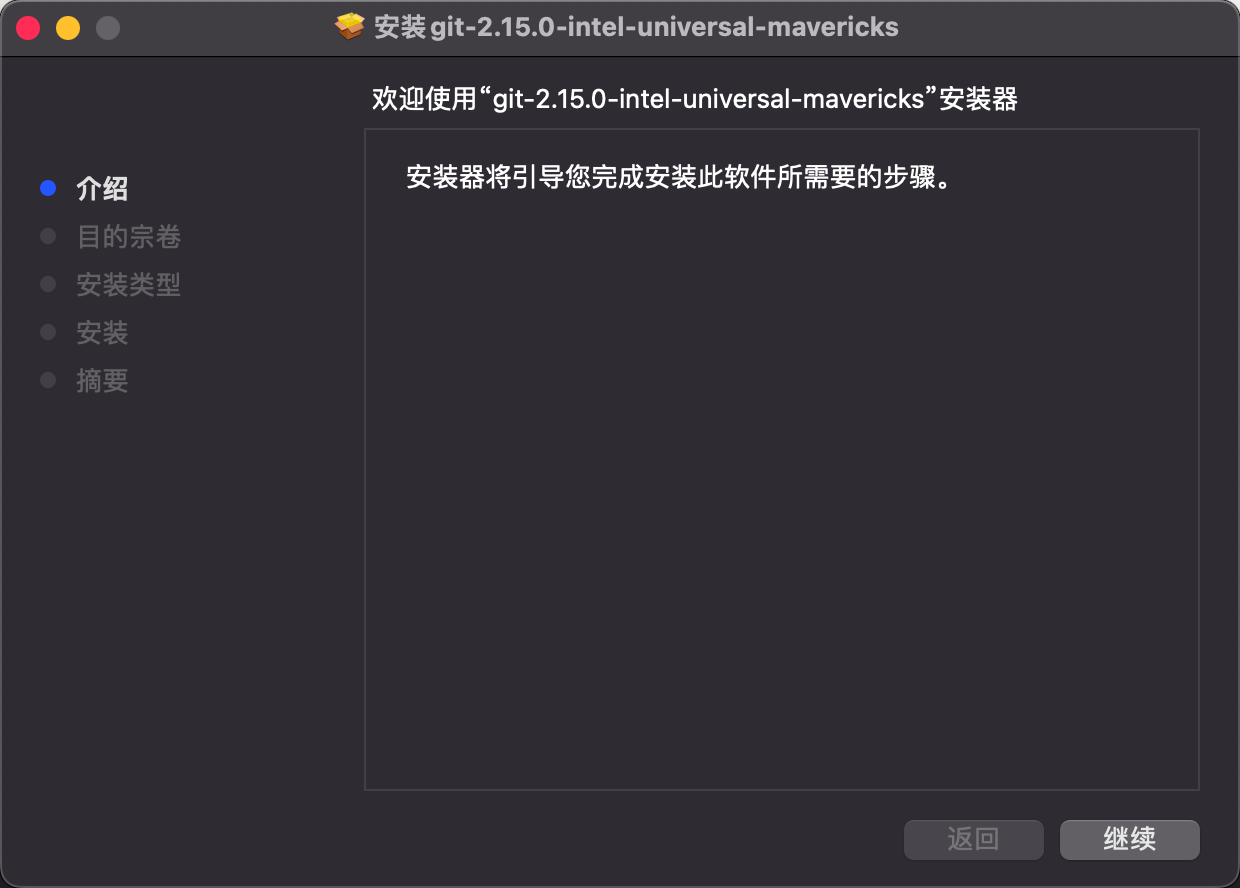 安装git-2.15.0-intel-universal-mavericks
欢迎使用“git-2.15.0-intel-universal-mavericks”安装器
介绍
目的宗卷
安装类型
安装
摘要
安装器将引导您完成安装此软件所需要的步骤。
返回
继续